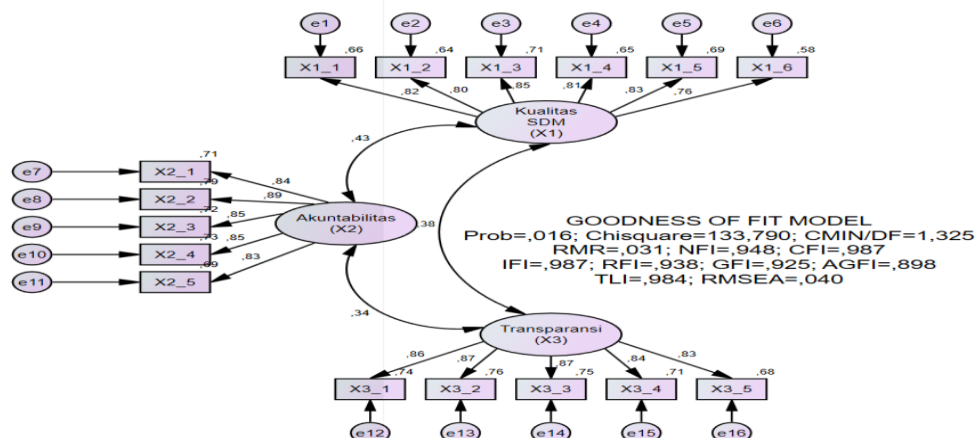 e1 e2 e3 e4 e5 e6
,66 ,64 ,71 ,65 ,69 ,58
X1_1 X1_2 X1_3 X1_4 X1_5 X1_6
,82 ,80 ,85 ,81 ,83 ,76
Kualitas
SDM
(X1)
,43
,71
e7 X2_1
,84
,79
e8 X2_2
,89
,72
e9 X2_3
,85
,73
e10 X2_4
,85
,69
e11 X2_5
,83
Akuntabilitas
(X2)
,38
GOODNESS OF FIT MODEL
Prob=,016; Chisquare=133,790; CMIN/DF=1,325
RMR=,031; NFI=,948; CFI=,987
IFI=,987; RFI=,938; GFI=,925; AGFI=,898
TLI=,984; RMSEA=,040
,34
Transparansi
(X3)
,86 ,87 ,87 ,84 ,83
,74 ,76 ,75 ,71 ,68
X3_1 X3_2 X3_3 X3_4 X3_5
e12 e13 e14 e15 e16